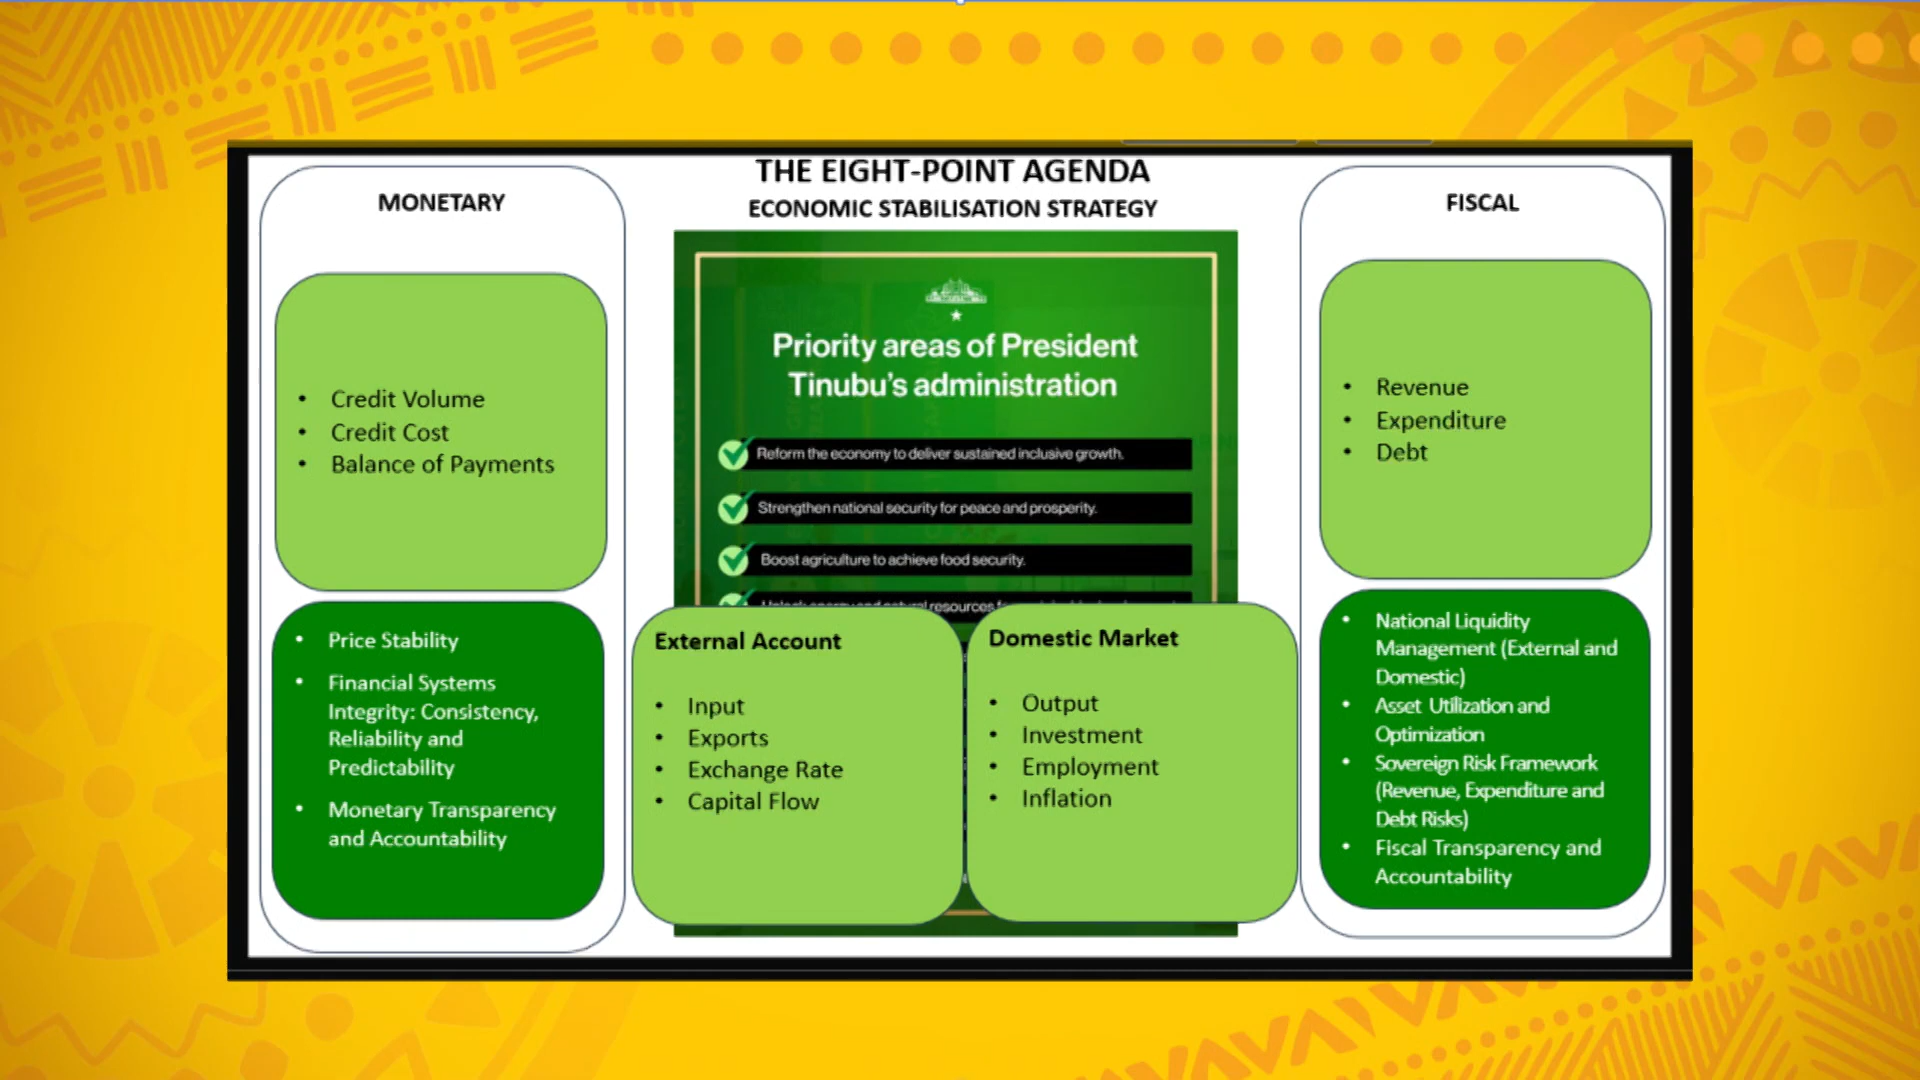 THE EIGHT-POINT AGENDA
ECONOMIC STABILISATION STRATEGY
MONETARY
• Credit Volume
• Credit Cost
• Balance of Payments
• Price Stability
• Financial Systems
Integrity: Consistency,
Reliability and
Predictability
• Monetary Transparency
and Accountability
Priority areas of President
Tinubu's administration
Reform the economy to deliver sustained inclusive growth.
Strengthen national security for peace and prosperity.
Boost agriculture to achieve food security.
Unlock energy and natural resources
External Account
• Input
• Exports
• Exchange Rate
• Capital Flow
Domestic Market
• Output
• Investment
• Employment
• Inflation
FISCAL
• Revenue
• Expenditure
• Debt
• National Liquidity
Management (External and
Domestic)
• Asset Utilization and
Optimization
• Sovereign Risk Framework
(Revenue, Expenditure and
Debt Risks)
• Fiscal Transparency and
Accountability